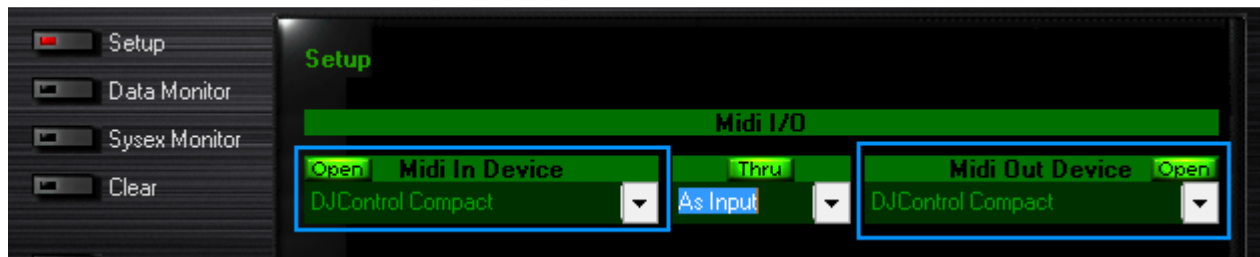 Setup
Data Monitor
Sysex Monitor
Clear
Setup
Midi I/O
Open Midi In Device
DJControl Compact
Thru
As Input
Midi Out Device Open
DJControl Compact